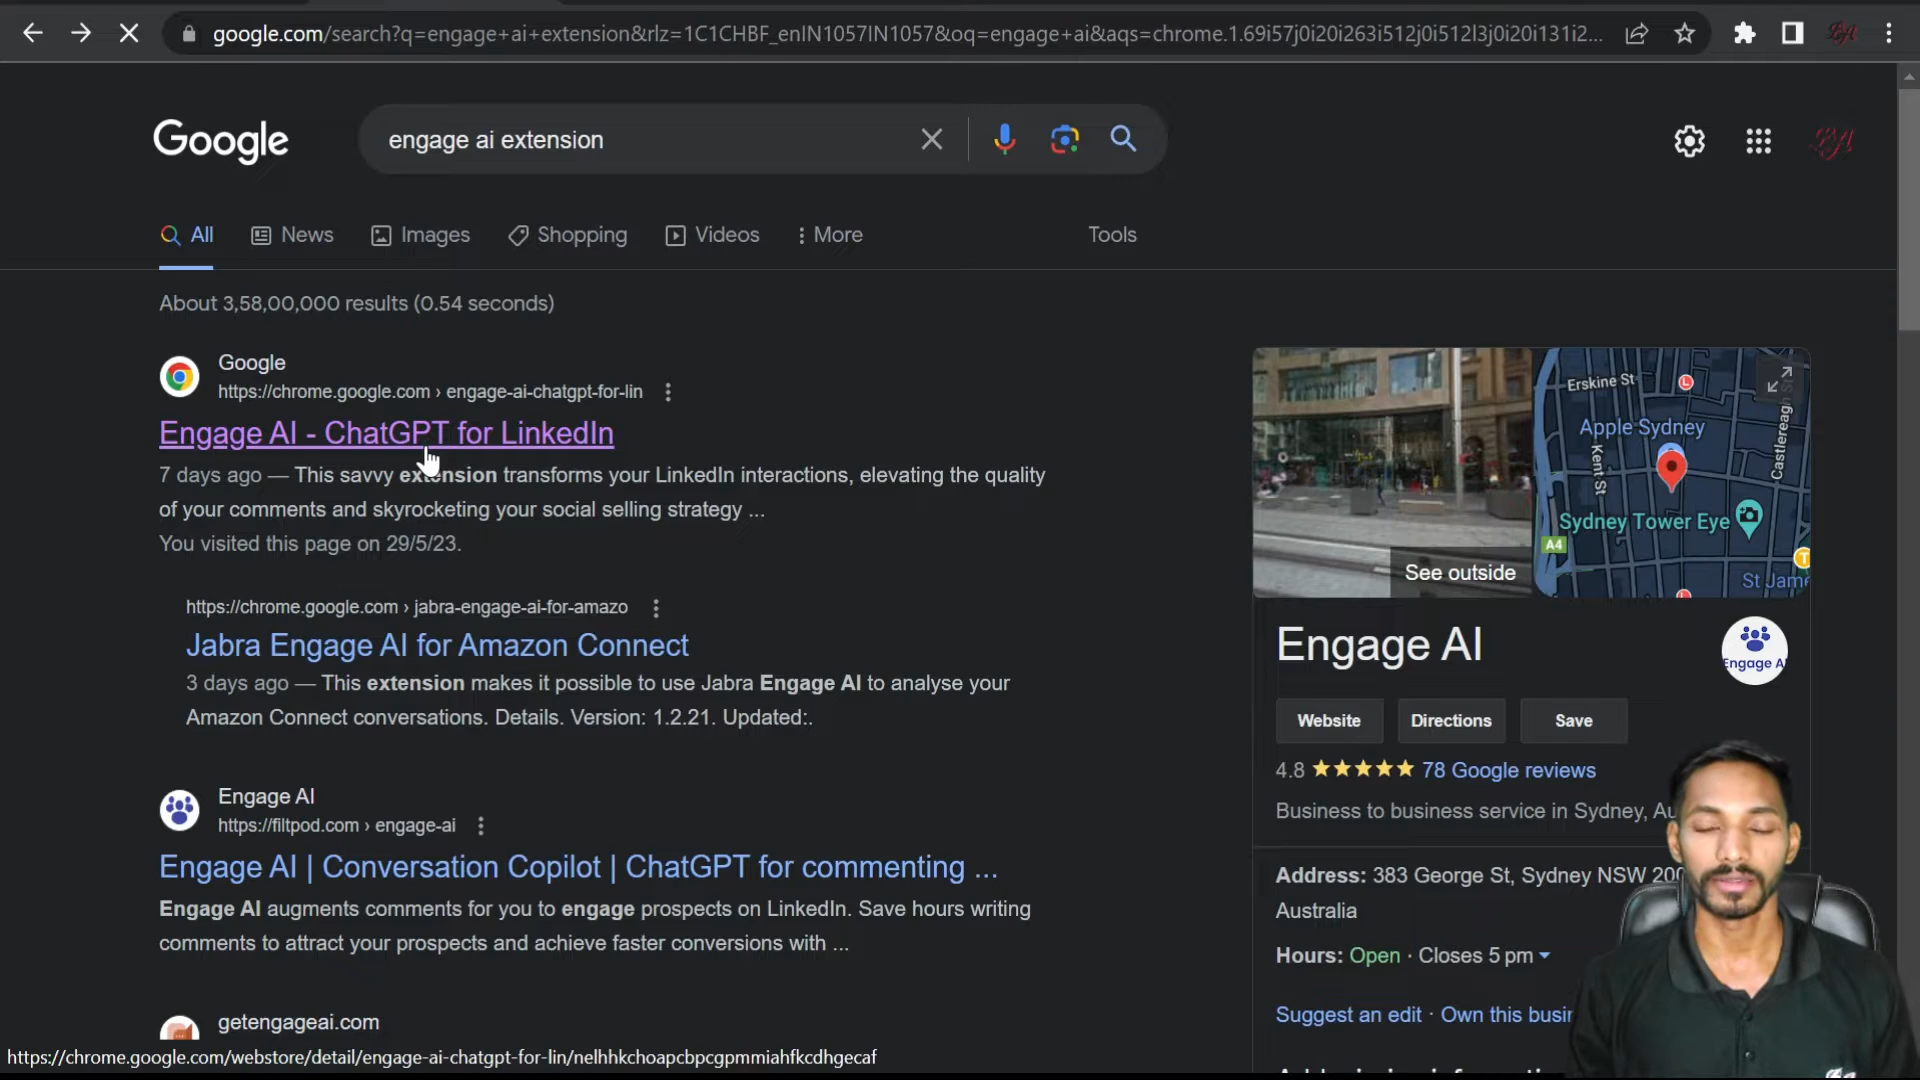 google.com/search?q=engage+ai+extension&rlz=1C1CHBF_enIN1057IN1057&oq=engage+ai&aqs=chrome.1.69i57j0i20i263i512j0i512l3j0i20i131i2...
Google
engage ai extension
All
News
Images
Shopping
Videos
More
Tools
About 3,58,00,000 results (0.54 seconds)
Google
https://chrome.google.com › engage-ai-chatgpt-for-lin
Engage AI - ChatGPT for LinkedIn
7 days ago — This savvy extension transforms your LinkedIn interactions, elevating the quality
of your comments and skyrocketing your social selling strategy ...
You visited this page on 29/5/23.
https://chrome.google.com › jabra-engage-ai-for-amazo
Jabra Engage AI for Amazon Connect
3 days ago — This extension makes it possible to use Jabra Engage AI to analyse your
Amazon Connect conversations. Details. Version: 1.2.21. Updated:.
Engage AI
https://filtpod.com › engage-ai
Engage AI | Conversation Copilot | ChatGPT for commenting ...
Engage AI augments comments for you to engage prospects on LinkedIn. Save hours writing
comments to attract your prospects and achieve faster conversions with ...
getengageai.com
https://chrome.google.com/webstore/detail/engage-ai-chatgpt-for-lin/nelhhkchoapcbpcgpmmiahfkcdhgecaf
See outside
Erskine St
Apple Sydney
Kent St
Castlereagh St
Sydney Tower Eye
A4
St Jame
Engage AI
Engage A
Website
Directions
Save
4.8
78 Google reviews
Business to business service in Sydney, Au
Address: 383 George St, Sydney NSW 200
Australia
Hours: Open · Closes 5 pm
Suggest an edit · Own this busin